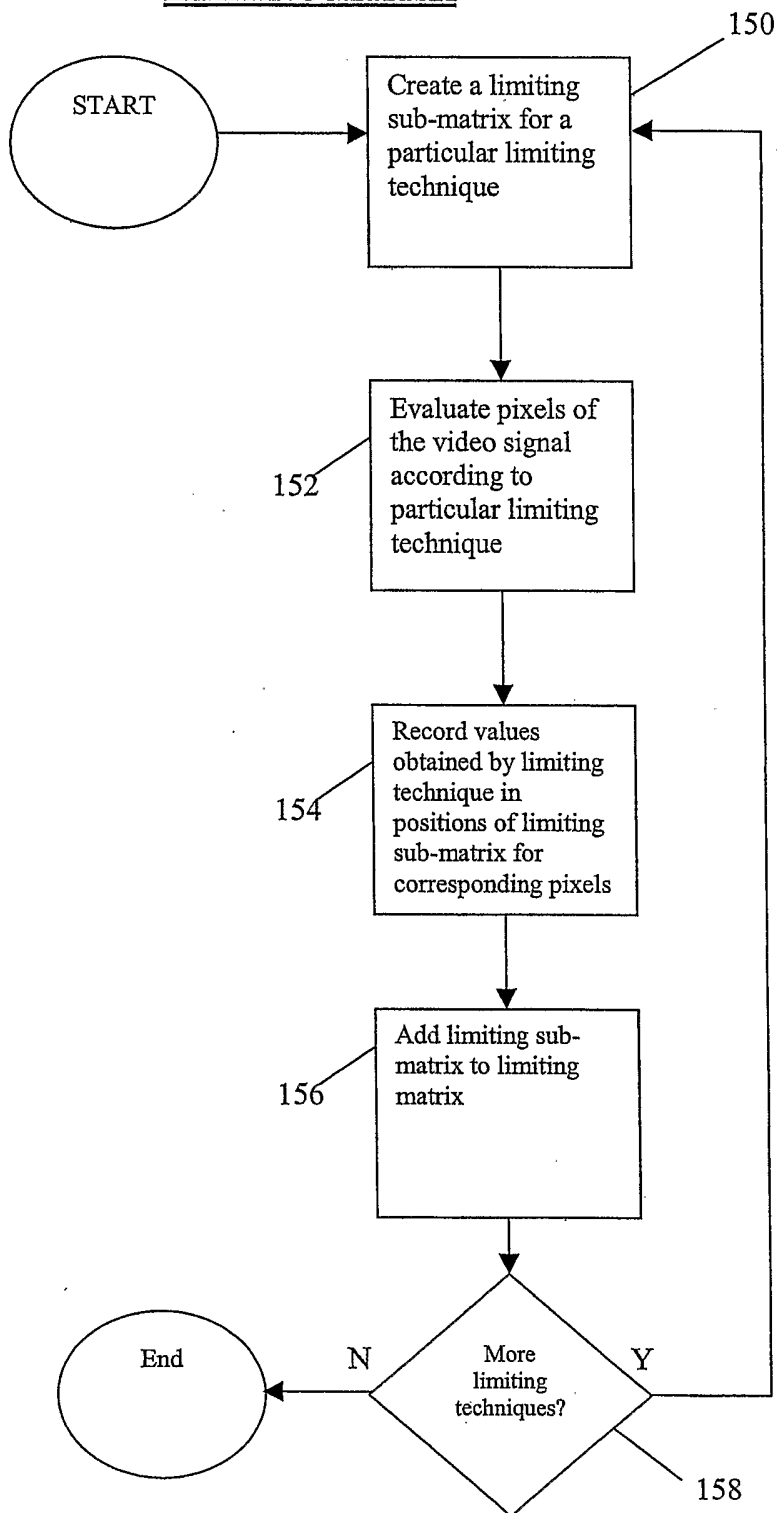 150
START
Create a limiting
sub-matrix for a
particular limiting
technique
Evaluate pixels of
the video signal
according to
particular limiting
technique
152
Record values
obtained by limiting
technique in
positions of limiting
sub-matrix for
corresponding pixels
154
Add limiting sub-
matrix to limiting
matrix
156
End
N
More
limiting
techniques?
Y
158